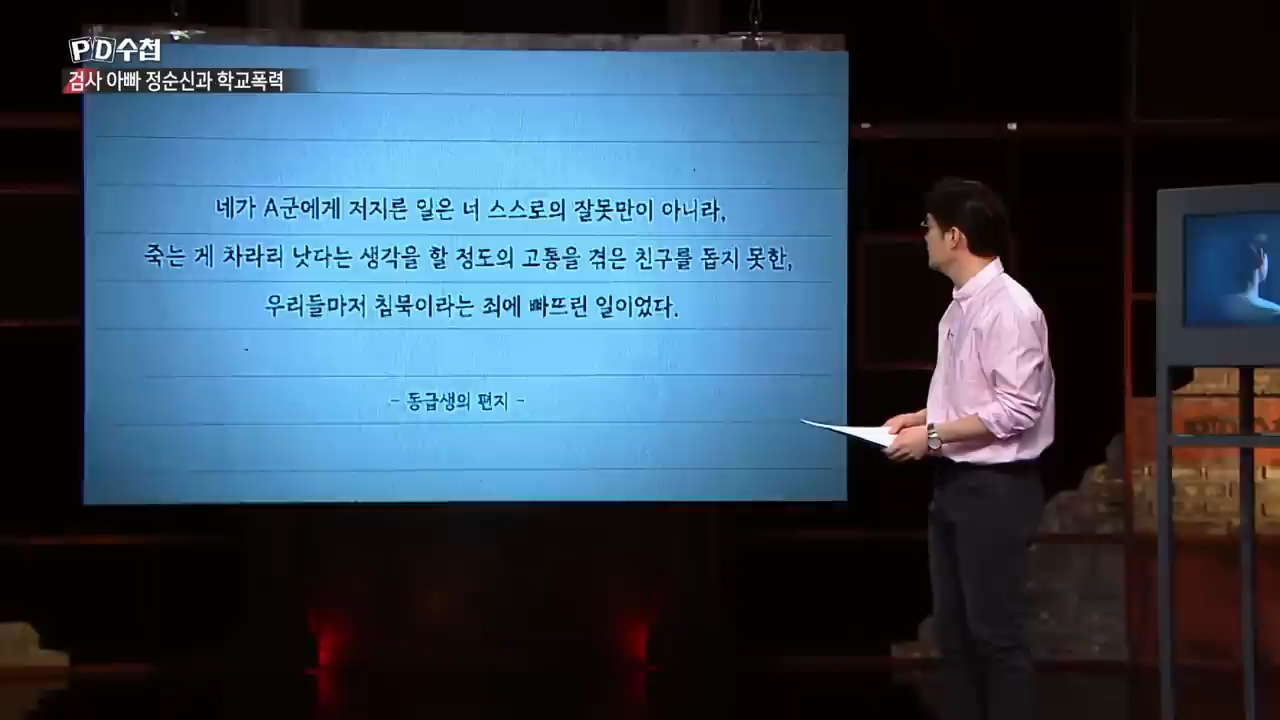 PD수첩
검사 아빠 정순신과 학교폭력
네가 A군에게 저지른 일은 너 스스로의 잘못만이 아니라,
죽는 게 차라리 낫다는 생각을 할 정도의 고통을 겪은 친구를 돕지 못한,
우리들마저 침묵이라는 죄에 빠뜨린 일이었다.
- 동급생의 편지 -